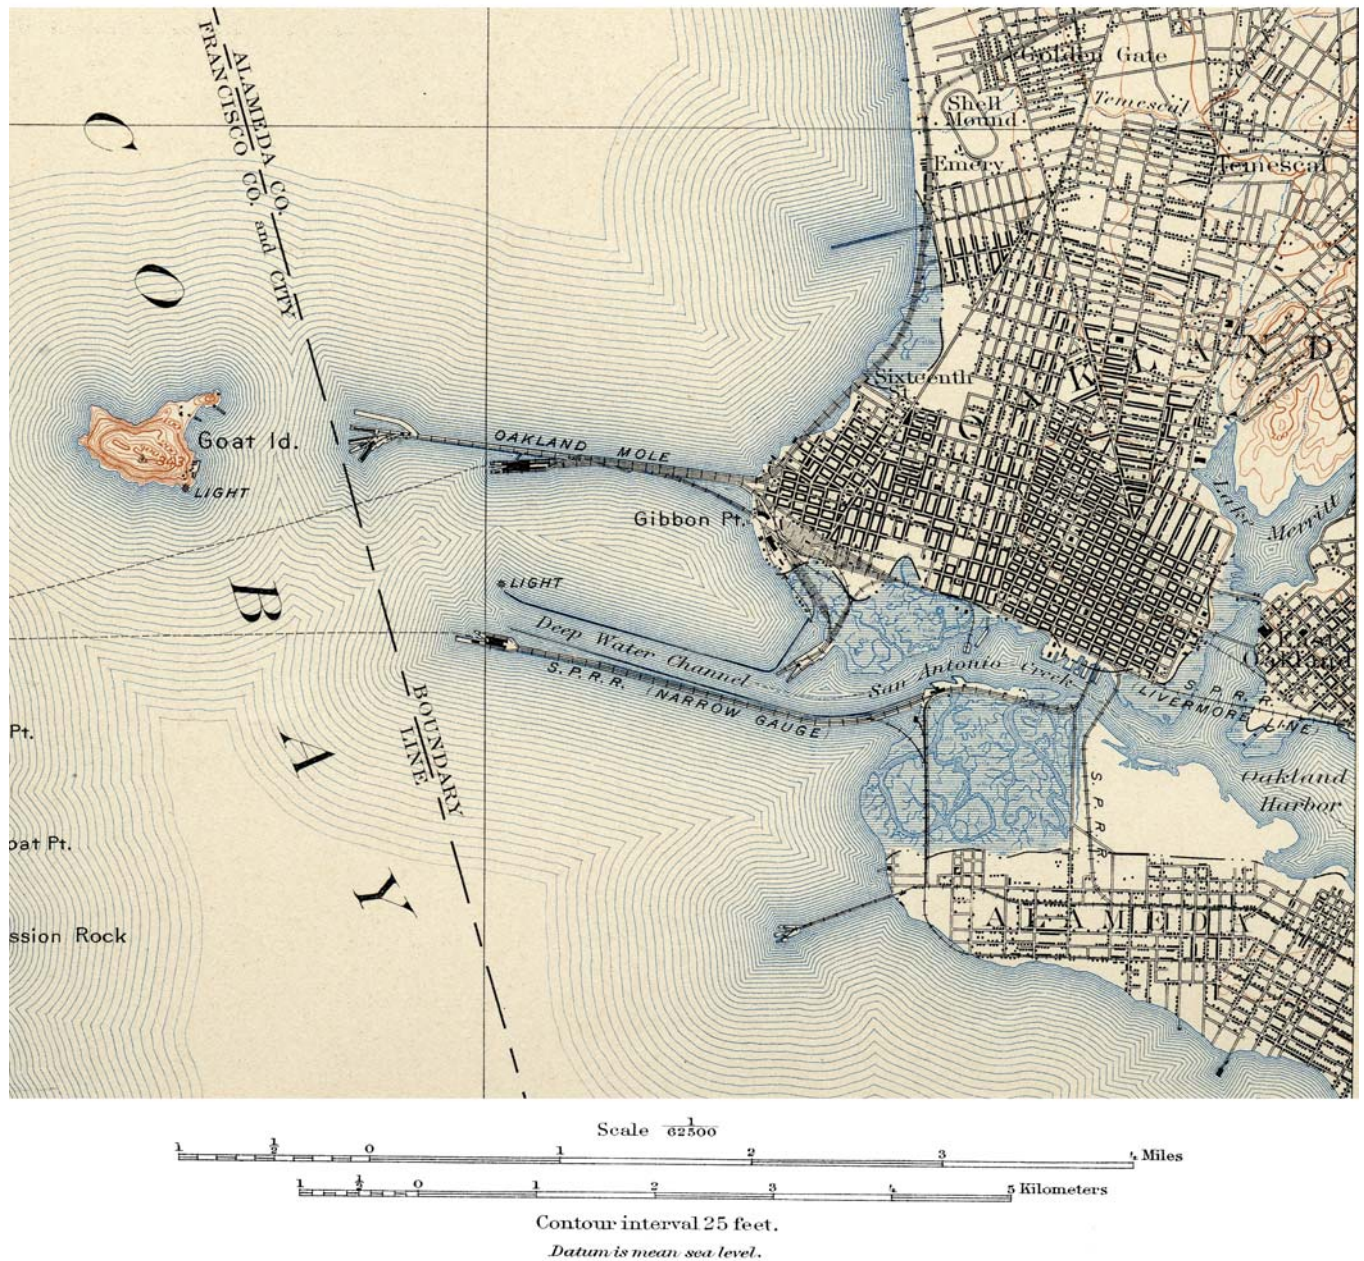 Golden Gate
Shell
Mound
Temescal
Emery
Temescal
ALAMEDA CO.
FRANCISCO CO. and CITY
C O
B A Y
OAKLAND
Sixteenth
Goat Id.
343
LIGHT
OAKLAND MOLE
Gibbon Pt.
Lake Merritt
LIGHT
Deep Water Channel
San Antonio Creek
S. P. R. R. (NARROW GAUGE)
Oakland
S. P. R. R.
(LIVERMORE LINE)
BOUNDARY
LINE
Pt.
Oakland
Harbor
S. P. R. R.
oat Pt.
ALAMEDA
ssion Rock
Scale 1/62500
1 1/2 0 1 2 3 4 Miles
1 1/2 0 1 2 3 4 5 Kilometers
Contour interval 25 feet.
Datum is mean sea level.